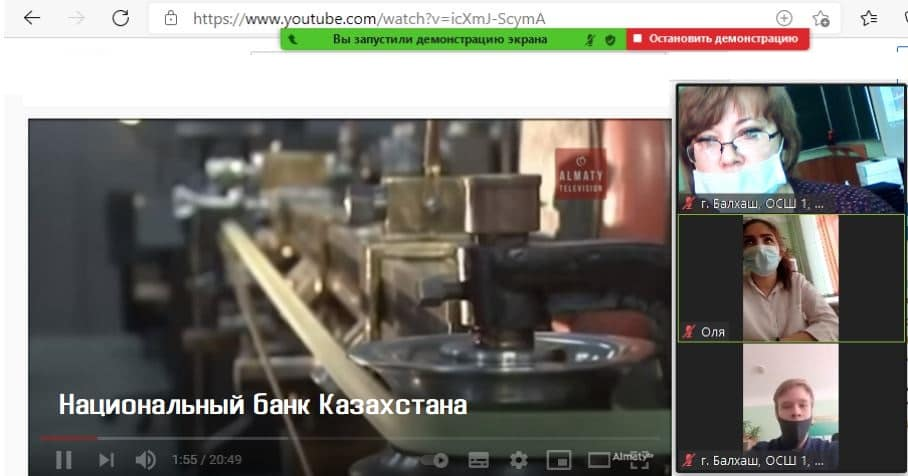 https://www.youtube.com/watch?v=icXmJ-ScymA
Вы запустили демонстрацию экрана
Остановить демонстрацию
ALMATY
TELEVISION
г. Балхаш, ОСШ 1, ...
Оля
Национальный банк Казахстана
1:55 / 20:49
Almaty
г. Балхаш, ОСШ 1, ...